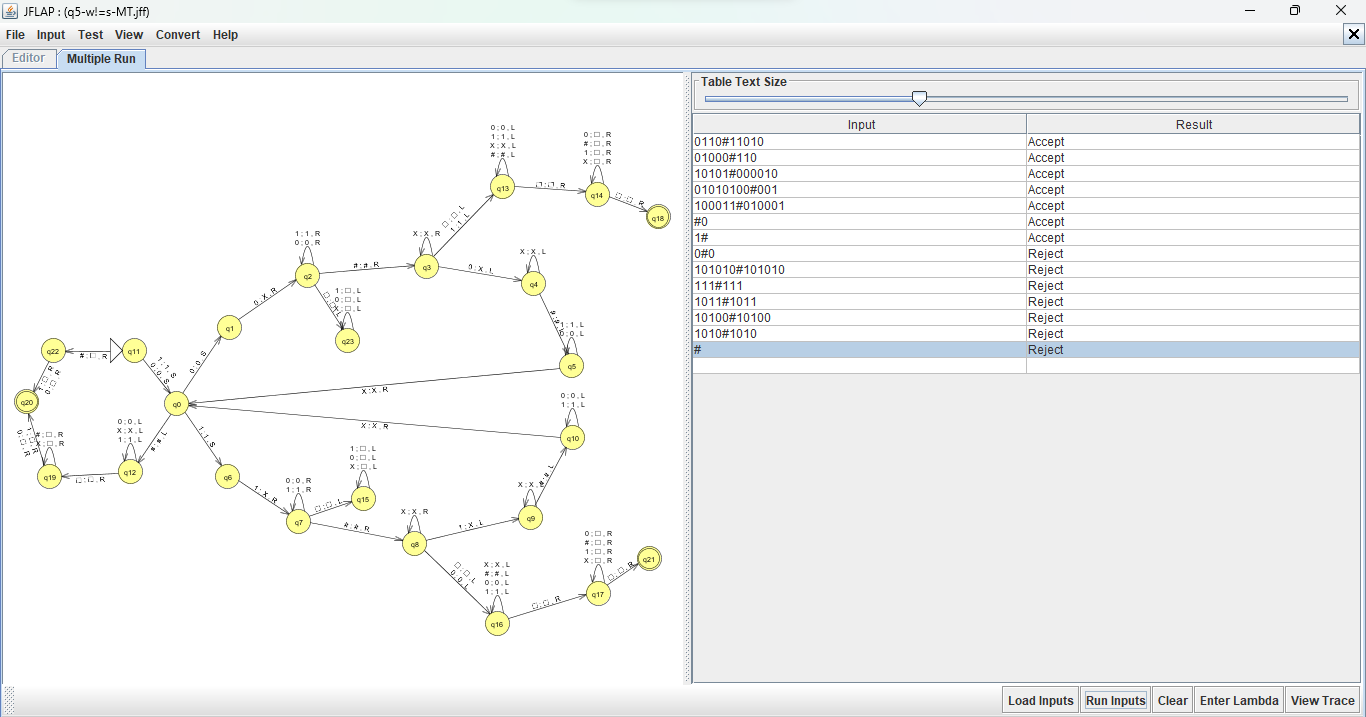 JFLAP : (q5-w!=s-MT.jff)
File Input Test View Convert Help
Editor Multiple Run
Table Text Size
Input Result
0110#11010 Accept
01000#110 Accept
10101#000010 Accept
01010100#001 Accept
100011#010001 Accept
#0 Accept
1# Accept
0#0 Reject
101010#101010 Reject
111#111 Reject
1011#1011 Reject
10100#10100 Reject
1010#1010 Reject
# Reject
0;0,L
1;1,L
X;X,L
#;#,L
q13
□;□,R
0;□,R
#;□,R
1;□,R
X;□,R
q14
□;□,R
q18
1;1,R
0;0,R
q2
#;#,R
X;X,R
q3
□;□,L
1;1,L
0;X,L
X;X,L
q4
#;#,L
1;1,L
0;0,L
q5
0;X,R
q1
1;□,L
0;□,L
X;□,L
q23
q22
#;□,R
q11
1;1,S
0;0,S
0;0,S
q0
X;X,R
X;X,R
q20
1;□,R
0;□,R
0;□,R
1;□,R
#;□,R
X;□,R
q19
□;□,R
0;0,L
X;X,L
1;1,L
q12
#;#,L
1;1,S
q6
1;X,R
0;0,R
1;1,R
q7
□;□,L
1;□,L
0;□,L
X;□,L
q15
#;#,R
X;X,R
q8
1;X,L
X;X,L
q9
#;#,L
0;0,L
1;1,L
q10
□;□,L
0;0,L
X;X,L
#;#,L
0;0,L
1;1,L
q16
□;□,R
0;□,R
#;□,R
1;□,R
X;□,R
q17
□;□,R
q21
Load Inputs Run Inputs Clear Enter Lambda View Trace